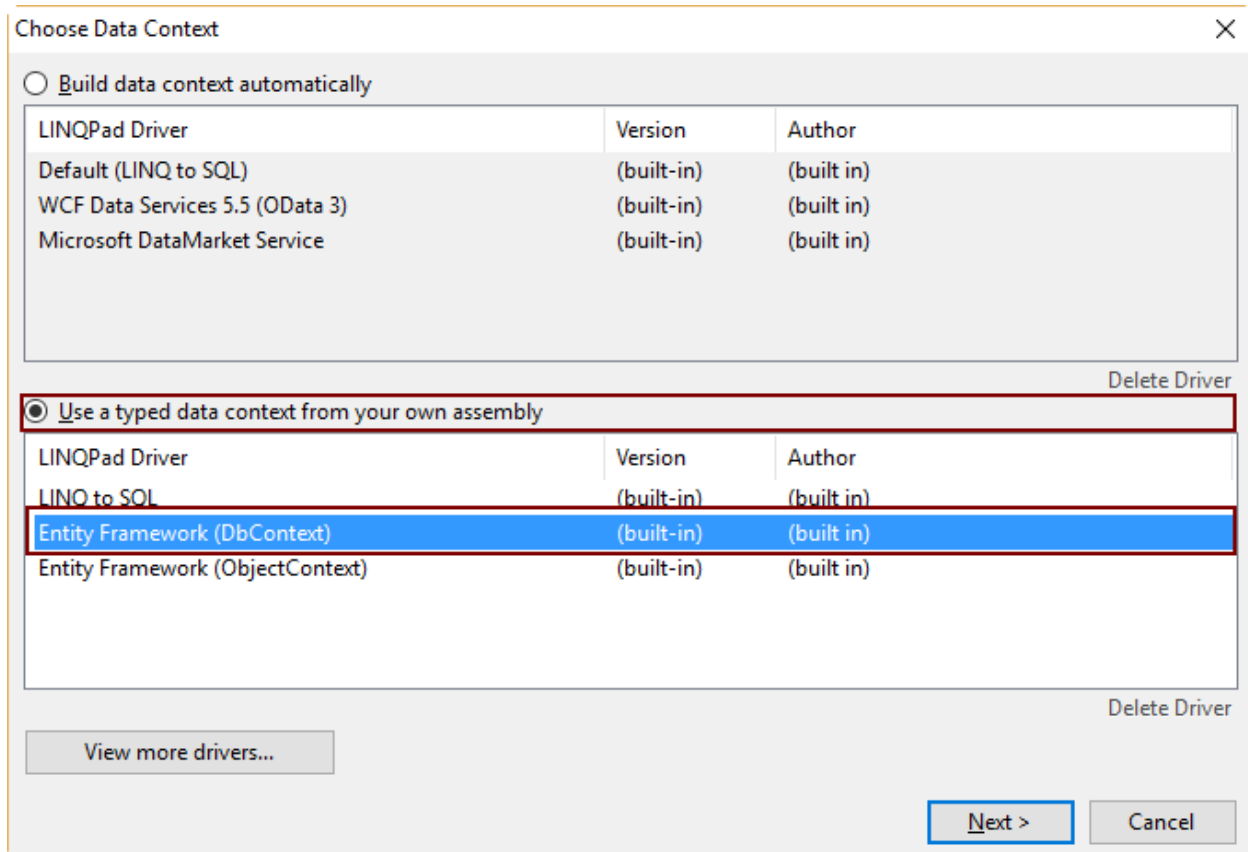 Choose Data Context
Build data context automatically
LINQPad Driver Version Author
Default (LINQ to SQL) (built-in) (built in)
WCF Data Services 5.5 (OData 3) (built-in) (built in)
Microsoft DataMarket Service (built-in) (built in)
Delete Driver
Use a typed data context from your own assembly
LINQPad Driver Version Author
LINQ to SQL (built-in) (built in)
Entity Framework (DbContext) (built-in) (built in)
Entity Framework (ObjectContext) (built-in) (built in)
Delete Driver
View more drivers...
Next > Cancel